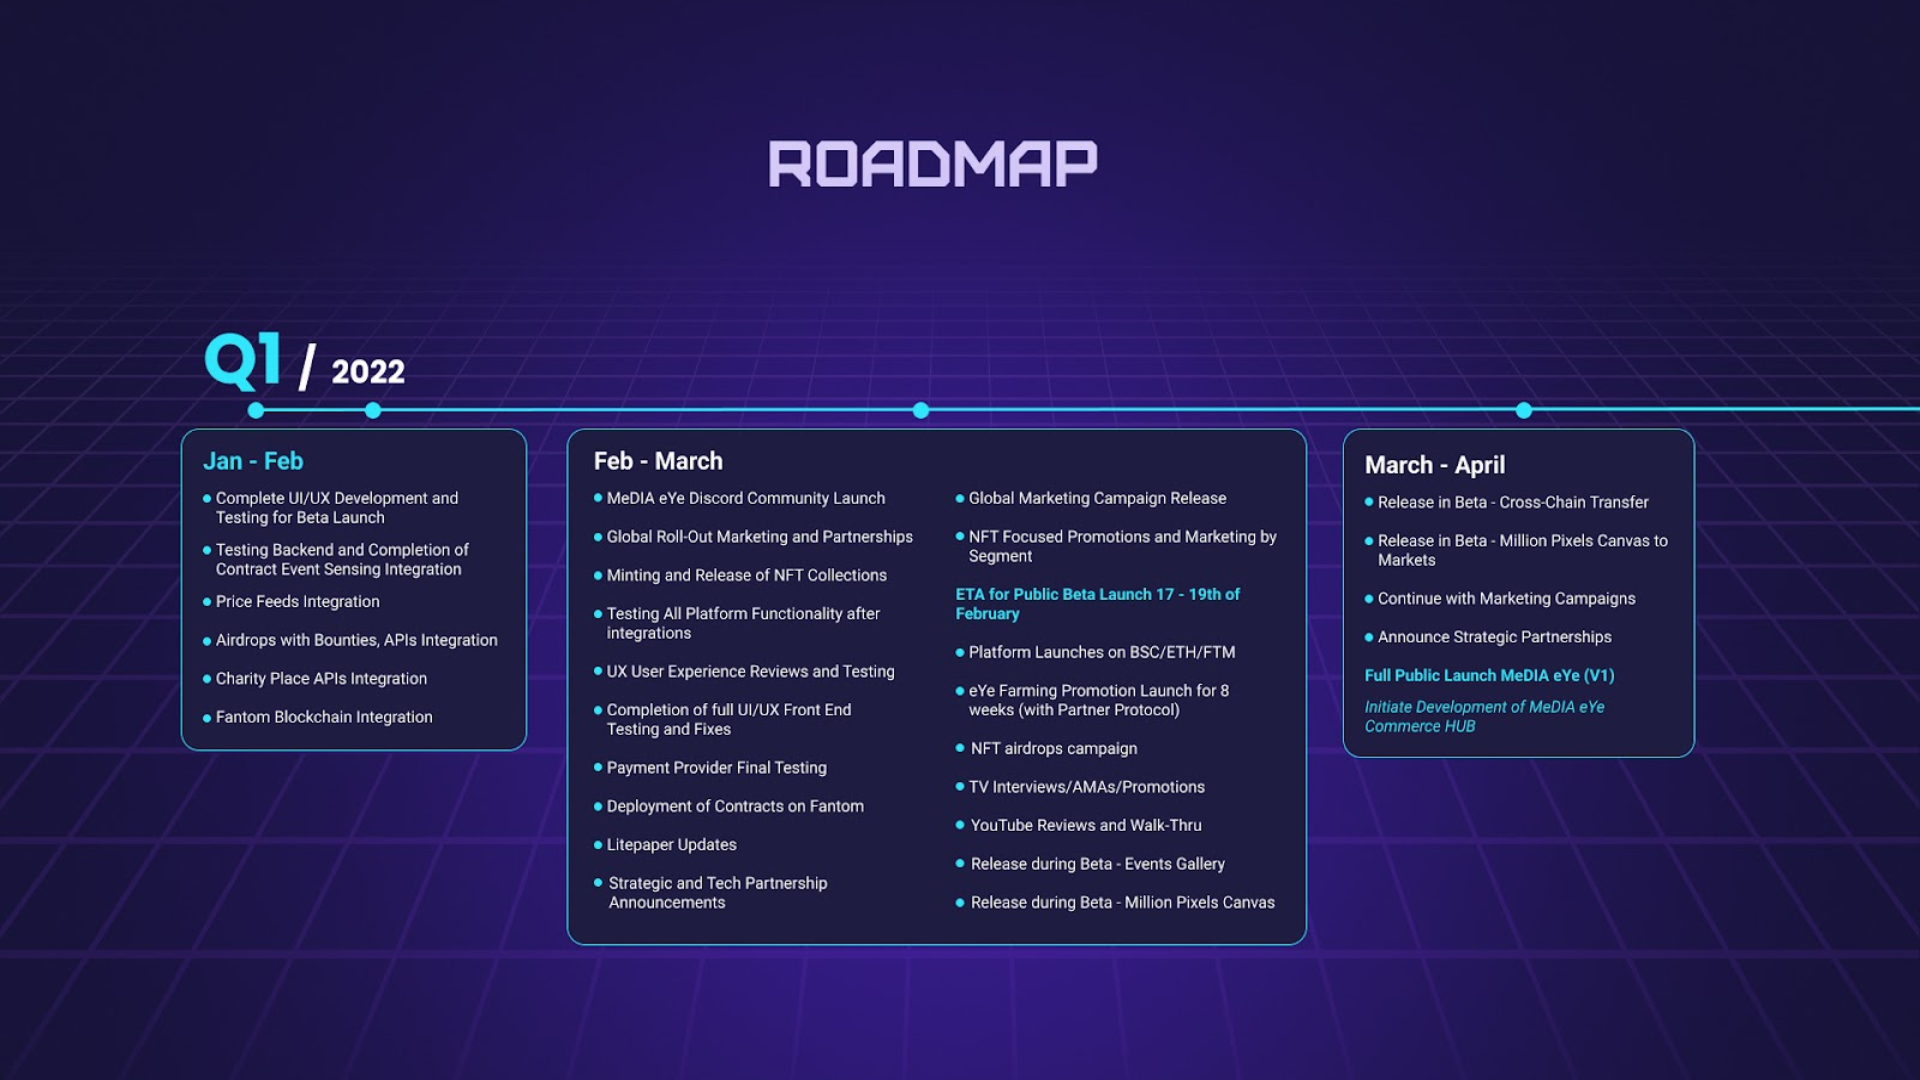 ROADMAP
Q1 / 2022
Jan - Feb
Complete UI/UX Development and
Testing for Beta Launch
Testing Backend and Completion of
Contract Event Sensing Integration
Price Feeds Integration
Airdrops with Bounties, APIs Integration
Charity Place APIs Integration
Fantom Blockchain Integration
Feb - March
MeDIA eYe Discord Community Launch
Global Roll-Out Marketing and Partnerships
Minting and Release of NFT Collections
Testing All Platform Functionality after
integrations
UX User Experience Reviews and Testing
Completion of full UI/UX Front End
Testing and Fixes
Payment Provider Final Testing
Deployment of Contracts on Fantom
Litepaper Updates
Strategic and Tech Partnership
Announcements
Global Marketing Campaign Release
NFT Focused Promotions and Marketing by
Segment
ETA for Public Beta Launch 17 - 19th of
February
Platform Launches on BSC/ETH/FTM
eYe Farming Promotion Launch for 8
weeks (with Partner Protocol)
NFT airdrops campaign
TV Interviews/AMAs/Promotions
YouTube Reviews and Walk-Thru
Release during Beta - Events Gallery
Release during Beta - Million Pixels Canvas
March - April
Release in Beta - Cross-Chain Transfer
Release in Beta - Million Pixels Canvas to
Markets
Continue with Marketing Campaigns
Announce Strategic Partnerships
Full Public Launch MeDIA eYe (V1)
Initiate Development of MeDIA eYe
Commerce HUB